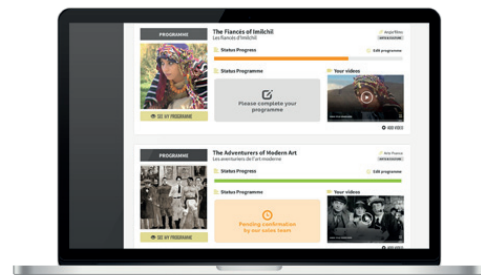 PROGRAMME
The Fiancés of Imilchil
Les fiancés d'Imilchil
Status Progress
Edit programme
Status Programme
Your videos
Please complete your
programme
SEE MY PROGRAMME
ADD VIDEO
PROGRAMME
The Adventurers of Modern Art
Les aventuriers de l'art moderne
Status Progress
Edit programme
Status Programme
Your videos
Pending confirmation
by our sales team
SEE MY PROGRAMME
ADD VIDEO